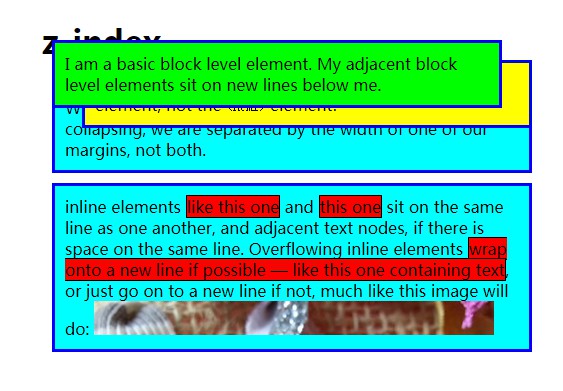 z-index
I am a basic block level element. My adjacent block
level elements sit on new lines below me.
element, not the <html> element.
collapsing, we are separated by the width of one of our
margins, not both.
inline elements like this one and this one sit on the same
line as one another, and adjacent text nodes, if there is
space on the same line. Overflowing inline elements wrap
onto a new line if possible — like this one containing text,
or just go on to a new line if not, much like this image will
do: